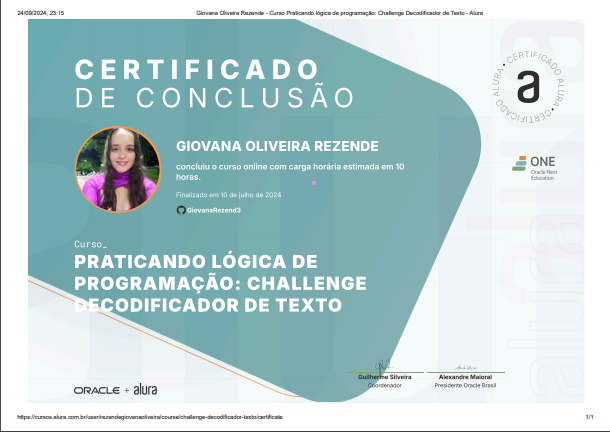 24/09/2024, 23:15
Giovana Oliveira Rezende - Curso Praticando lógica de programação: Challenge Decodificador de Texto - Alura
CERTIFICADO
DE CONCLUSÃO
CERTIFICADO ALURA • CERTIFICADO ALURA •
a
GIOVANA OLIVEIRA REZENDE
concluiu o curso online com carga horária estimada em 10
horas.
Finalizado em 10 de julho de 2024
GiovanaRezend3
ONE
Oracle Next
Education
Curso_
PRATICANDO LÓGICA DE
PROGRAMAÇÃO: CHALLENGE
DECODIFICADOR DE TEXTO
Guilherme Silveira
Coordenador
Alexandre Maioral
Presidente Oracle Brasil
ORACLE + alura
https://cursos.alura.com.br/user/rezendegiovanaoliveira/course/challenge-decodificador-texto/certificate
1/1